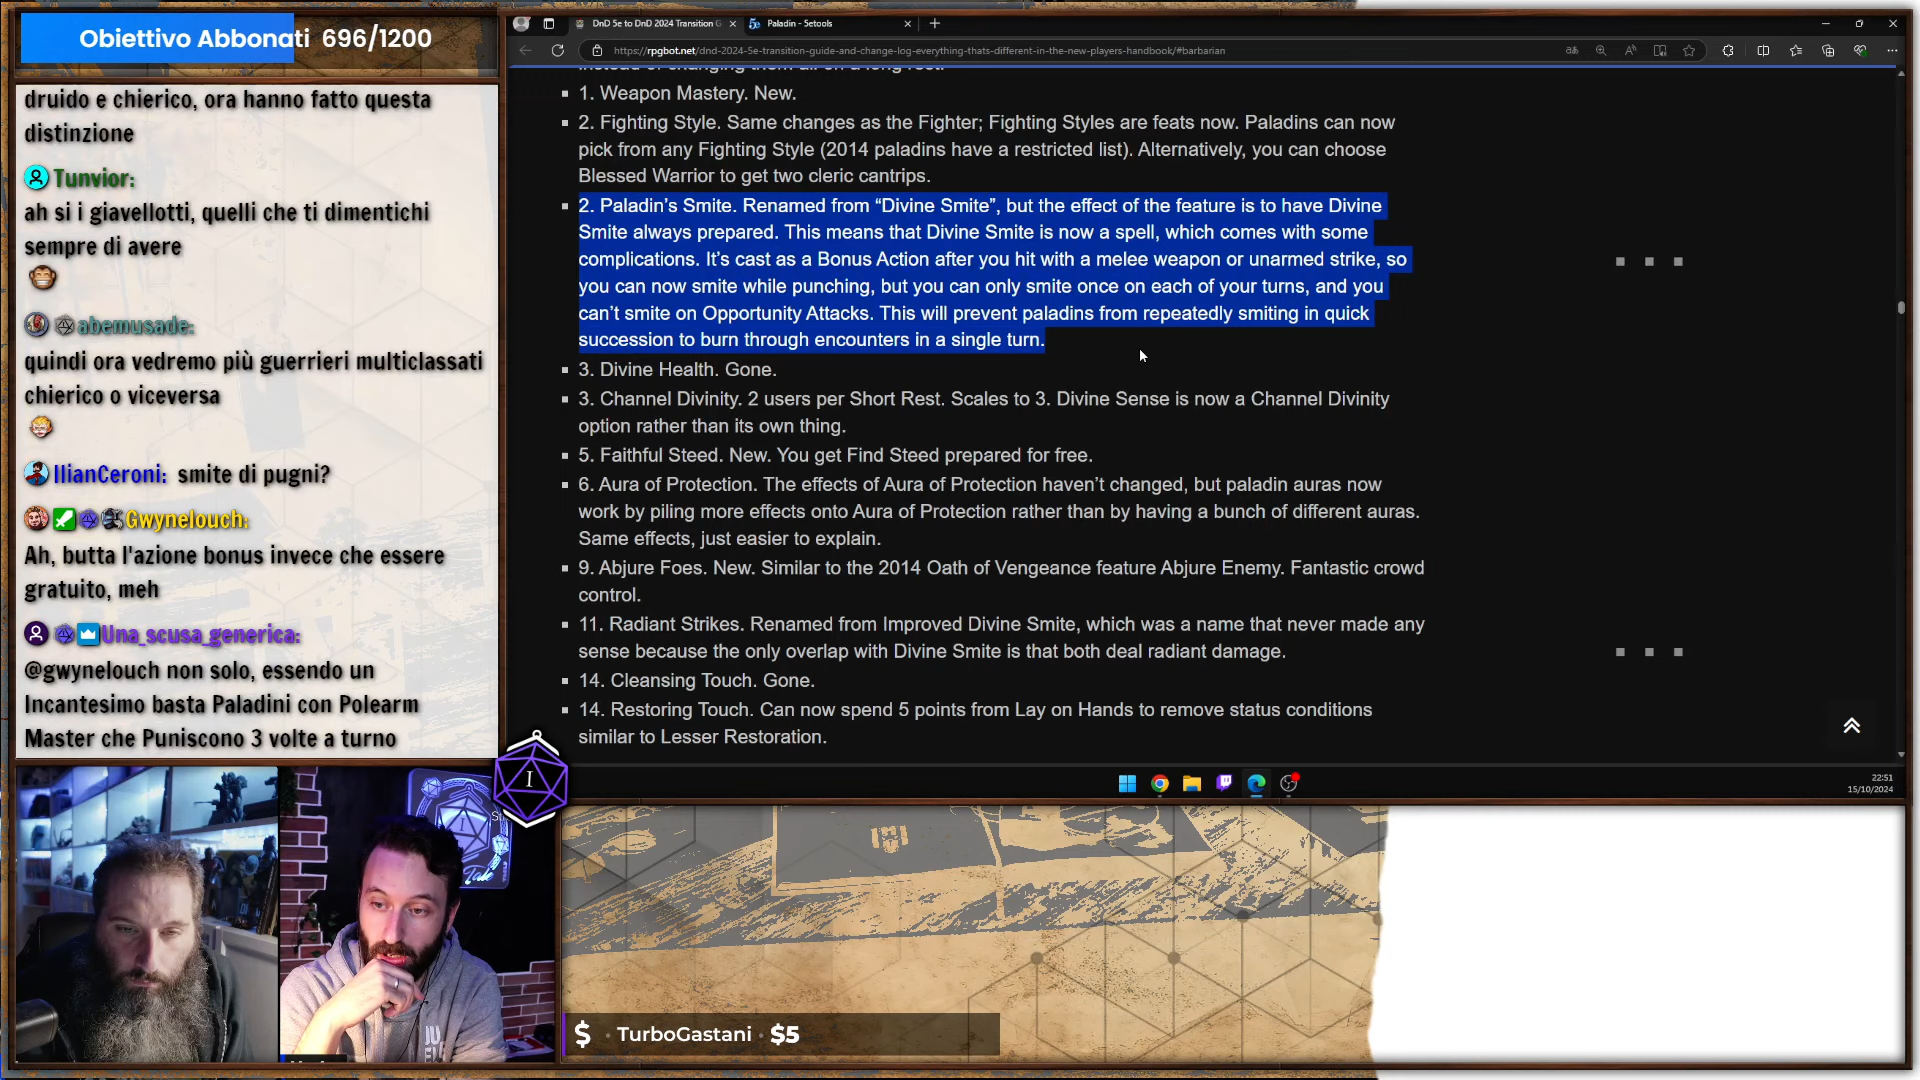 Obiettivo Abbonati 696/1200
druido e chierico, ora hanno fatto questa
distinzione
Tunvior:
ah si i giavellotti, quelli che ti dimentichi
sempre di avere
abemusade:
quindi ora vedremo più guerrieri multiclassati
chierico o viceversa
IlianCeroni: smite di pugni?
Gwynelouch:
Ah, butta l'azione bonus invece che essere
gratuito, meh
Una_scusa_generica:
@gwynelouch non solo, essendo un
Incantesimo basta Paladini con Polearm
Master che Puniscono 3 volte a turno
DnD 5e to DnD 2024 Transition G
Paladin - 5etools
https://rpgbot.net/dnd-2024-5e-transition-guide-and-change-log-everything-thats-different-in-the-new-players-handbook/#barbarian
instead of changing them all on a long rest.
1. Weapon Mastery. New.
2. Fighting Style. Same changes as the Fighter; Fighting Styles are feats now. Paladins can now
pick from any Fighting Style (2014 paladins have a restricted list). Alternatively, you can choose
Blessed Warrior to get two cleric cantrips.
2. Paladin’s Smite. Renamed from “Divine Smite”, but the effect of the feature is to have Divine
Smite always prepared. This means that Divine Smite is now a spell, which comes with some
complications. It’s cast as a Bonus Action after you hit with a melee weapon or unarmed strike, so
you can now smite while punching, but you can only smite once on each of your turns, and you
can’t smite on Opportunity Attacks. This will prevent paladins from repeatedly smiting in quick
succession to burn through encounters in a single turn.
3. Divine Health. Gone.
3. Channel Divinity. 2 users per Short Rest. Scales to 3. Divine Sense is now a Channel Divinity
option rather than its own thing.
5. Faithful Steed. New. You get Find Steed prepared for free.
6. Aura of Protection. The effects of Aura of Protection haven’t changed, but paladin auras now
work by piling more effects onto Aura of Protection rather than by having a bunch of different auras.
Same effects, just easier to explain.
9. Abjure Foes. New. Similar to the 2014 Oath of Vengeance feature Abjure Enemy. Fantastic crowd
control.
11. Radiant Strikes. Renamed from Improved Divine Smite, which was a name that never made any
sense because the only overlap with Divine Smite is that both deal radiant damage.
14. Cleansing Touch. Gone.
14. Restoring Touch. Can now spend 5 points from Lay on Hands to remove status conditions
similar to Lesser Restoration.
22:51
15/10/2024
I
$ · TurboGastani · $5